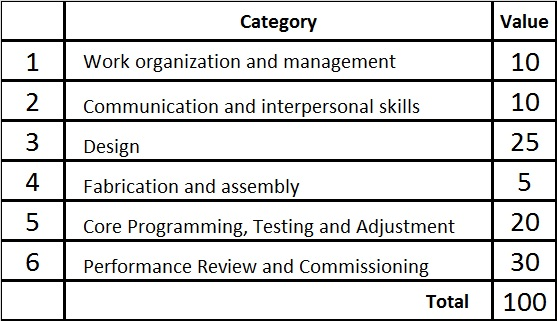 Category Value
1 Work organization and management 10
2 Communication and interpersonal skills 10
3 Design 25
4 Fabrication and assembly 5
5 Core Programming, Testing and Adjustment 20
6 Performance Review and Commissioning 30
Total 100